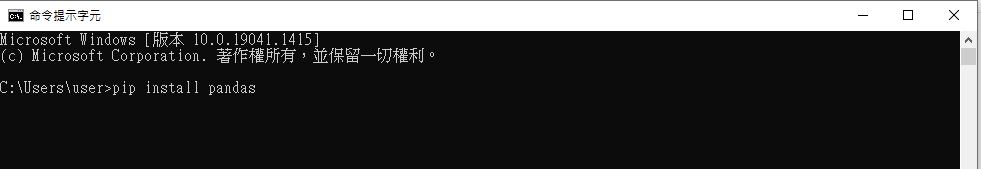 命令提示字元
Microsoft Windows [版本 10.0.19041.1415]
(c) Microsoft Corporation. 著作權所有，並保留一切權利。
C:\Users\user>pip install pandas